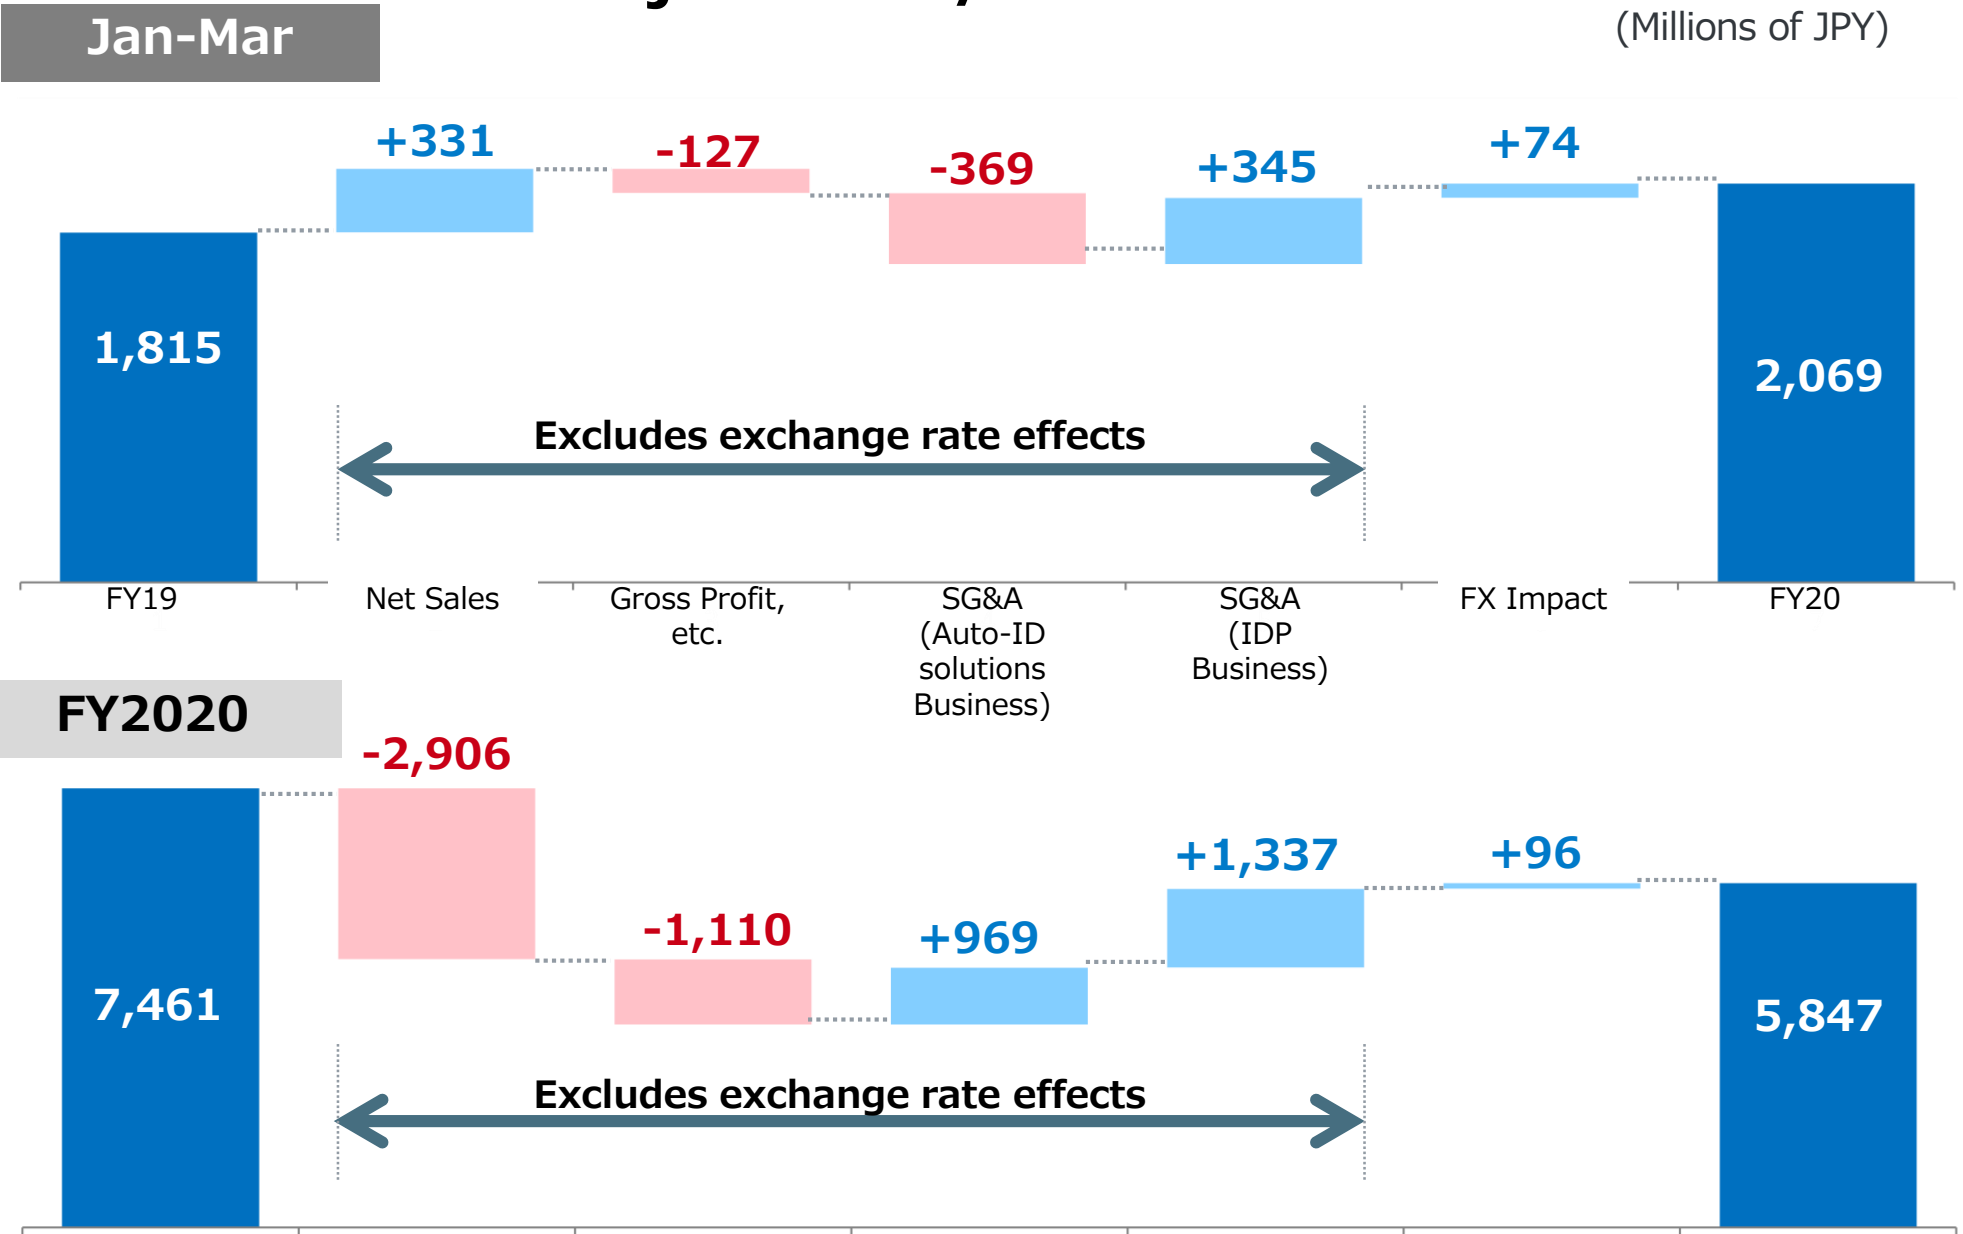 Jan-Mar
(Millions of JPY)
+331
-127
-369
+345
+74
1,815
2,069
Excludes exchange rate effects
FY19
Net Sales
Gross Profit,
etc.
SG&A
(Auto-ID
solutions
Business)
SG&A
(IDP
Business)
FX Impact
FY20
FY2020
-2,906
-1,110
+969
+1,337
+96
7,461
5,847
Excludes exchange rate effects